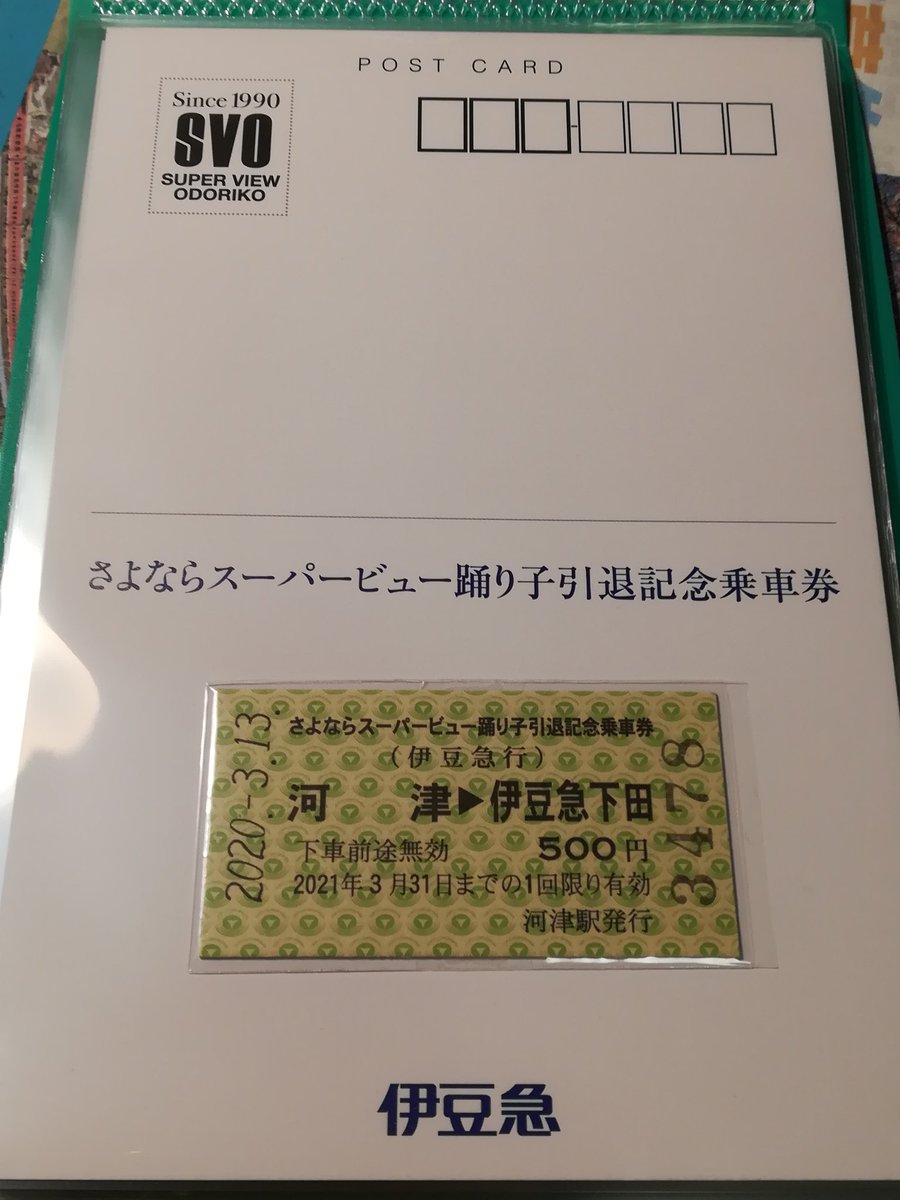 POST CARD
Since 1990
SVO
SUPER VIEW
ODORIKO
さよならスーパービュー踊り子引退記念乗車券
2020-3.13.
さよならスーパービュー踊り子引退記念乗車券
(伊豆急行)
河津▶伊豆急下田
下車前途無効 500円
2021年3月31日までの1回限り有効
河津駅発行
3478
伊豆急